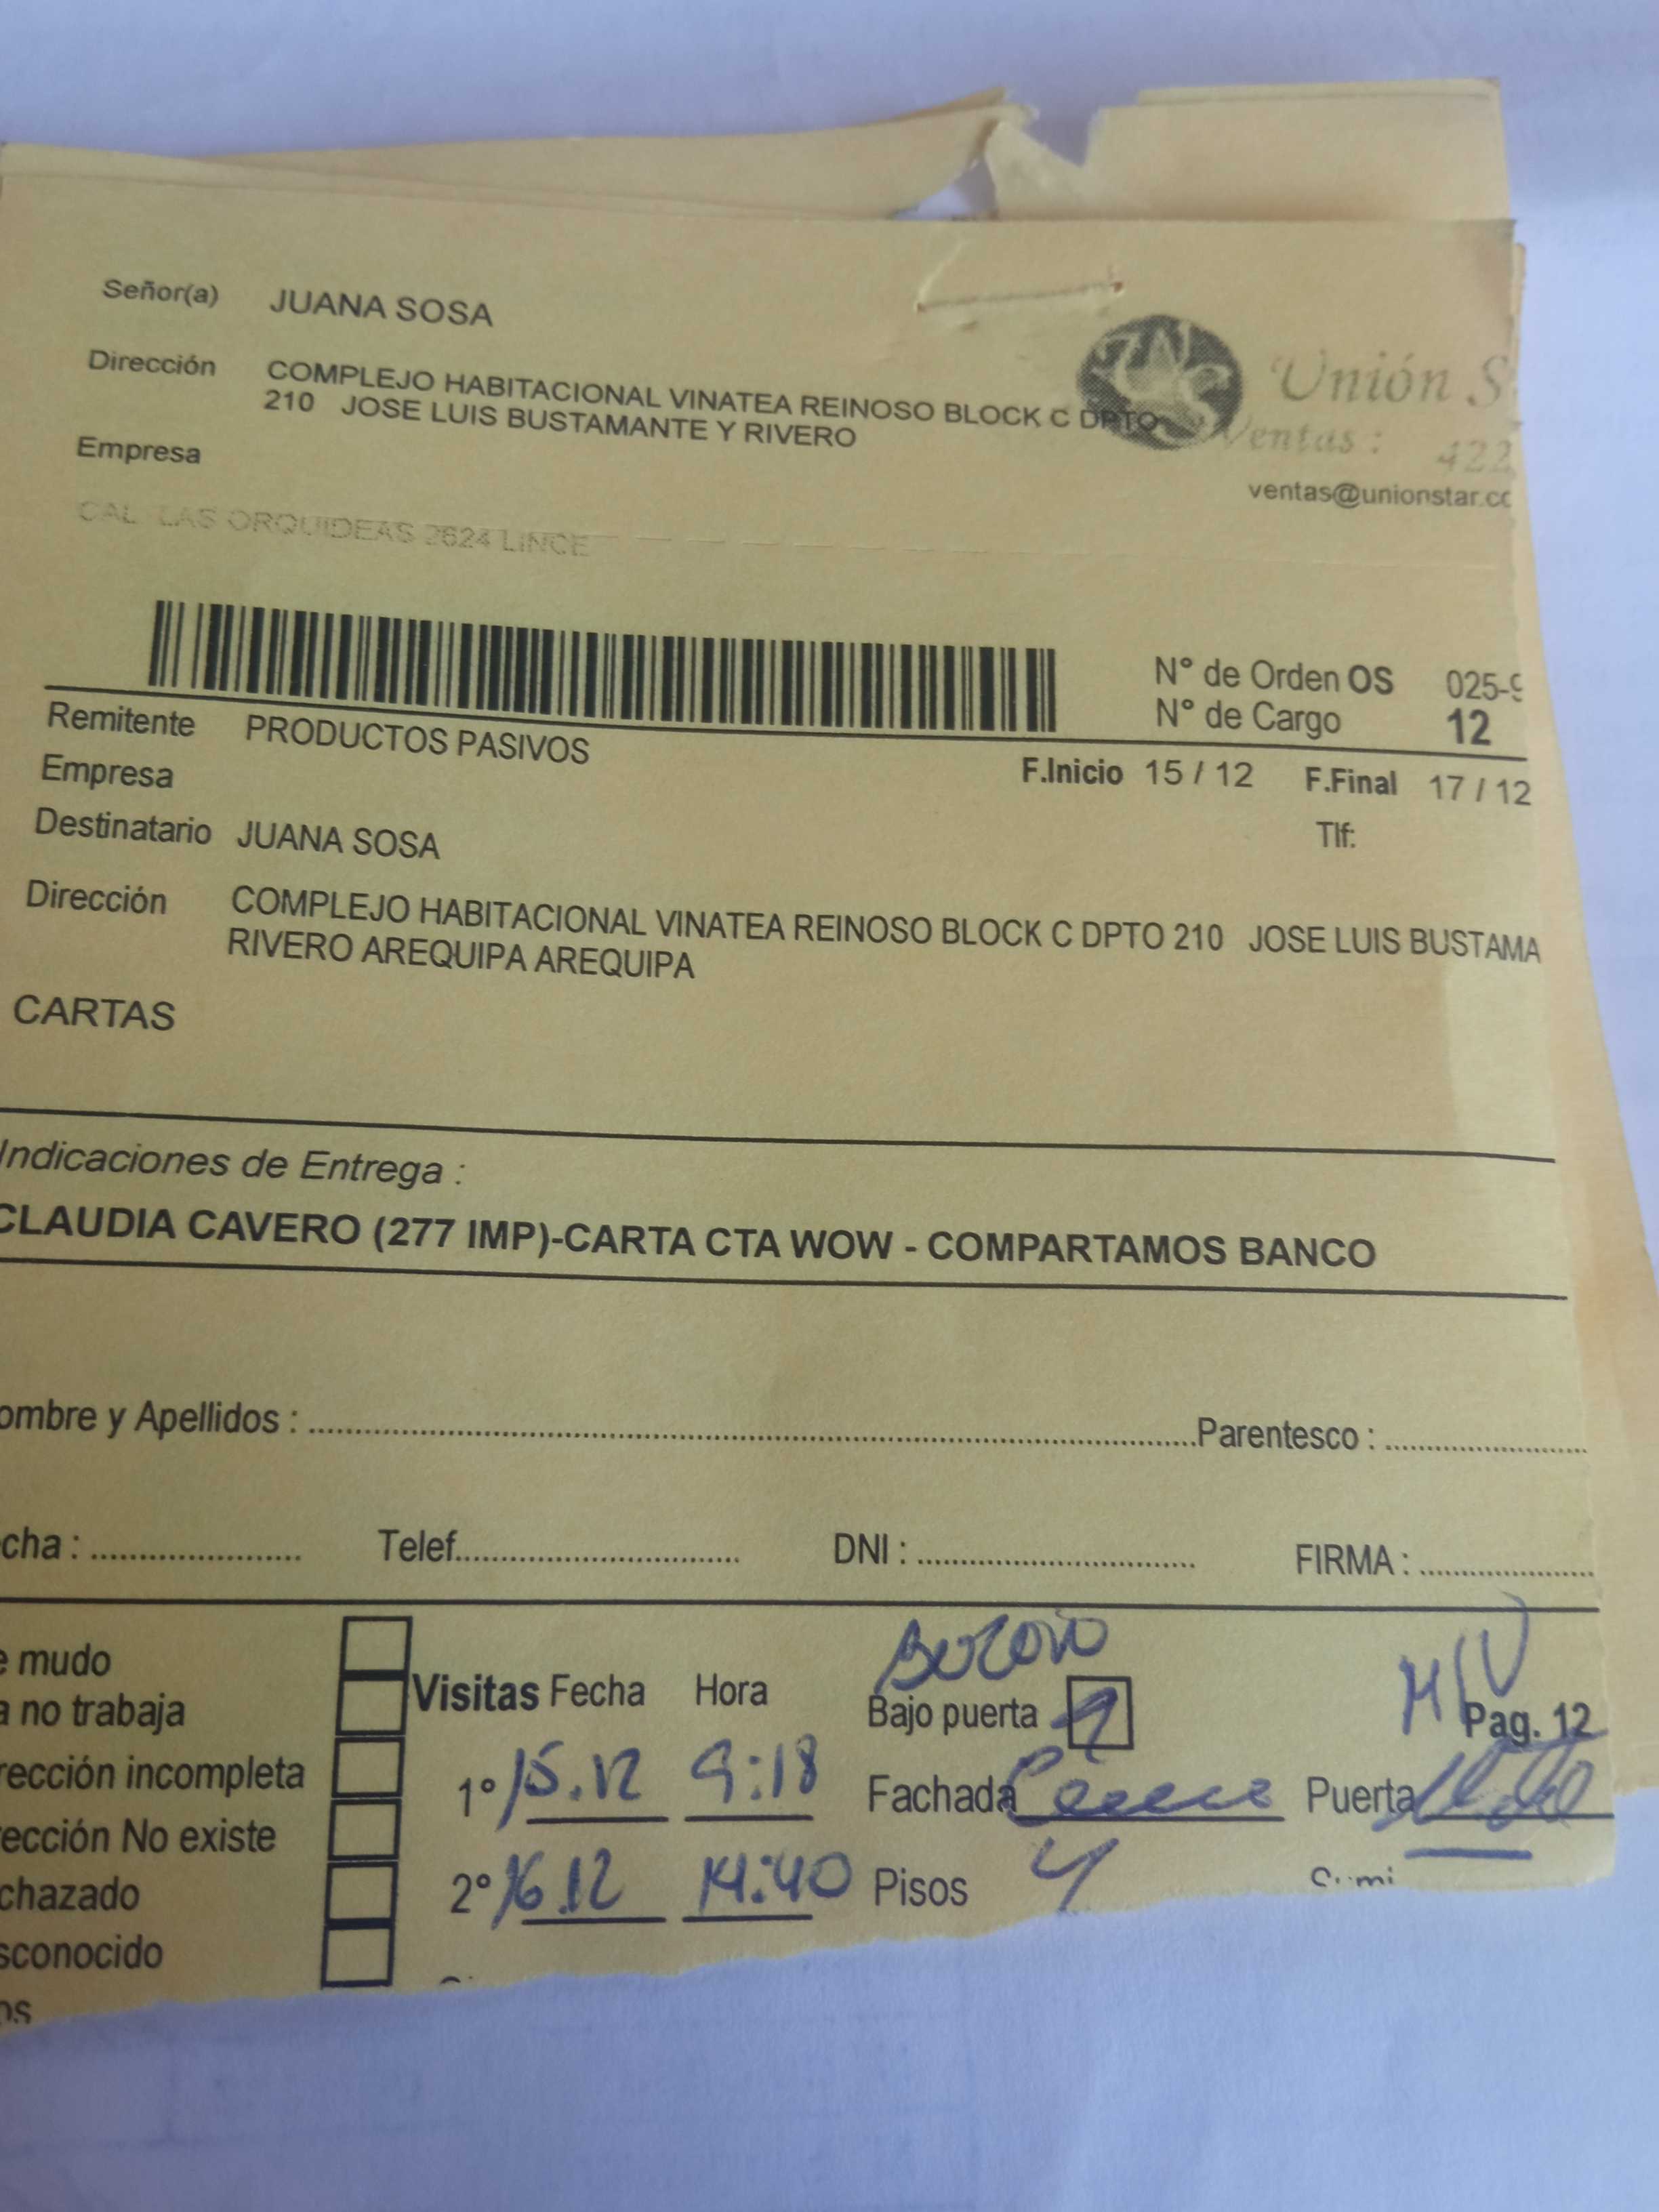 Señor(a) JUANA SOSA
Dirección COMPLEJO HABITACIONAL VINATEA REINOSO BLOCK C DPTO
210 JOSE LUIS BUSTAMANTE Y RIVERO
Empresa
Unión S
Ventas : 422
ventas@unionstar.cc
CAL LAS ORQUIDEAS 2624 LINCE
N° de Orden OS 025-9
N° de Cargo 12
Remitente PRODUCTOS PASIVOS
Empresa
F.Inicio 15 / 12 F.Final 17 / 12
Destinatario JUANA SOSA
Tlf:
Dirección COMPLEJO HABITACIONAL VINATEA REINOSO BLOCK C DPTO 210 JOSE LUIS BUSTAMA
RIVERO AREQUIPA AREQUIPA
CARTAS
Indicaciones de Entrega :
CLAUDIA CAVERO (277 IMP)-CARTA CTA WOW - COMPARTAMOS BANCO
ombre y Apellidos : Parentesco :
cha : Telef. DNI : FIRMA :
e mudo
a no trabaja Visitas Fecha Hora Bajo puerta Pag. 12
rección incompleta 1° 15.12 9:18 Fachada Puerta
ección No existe
chazado 2° 16.12 14:40 Pisos 4
sconocido
os